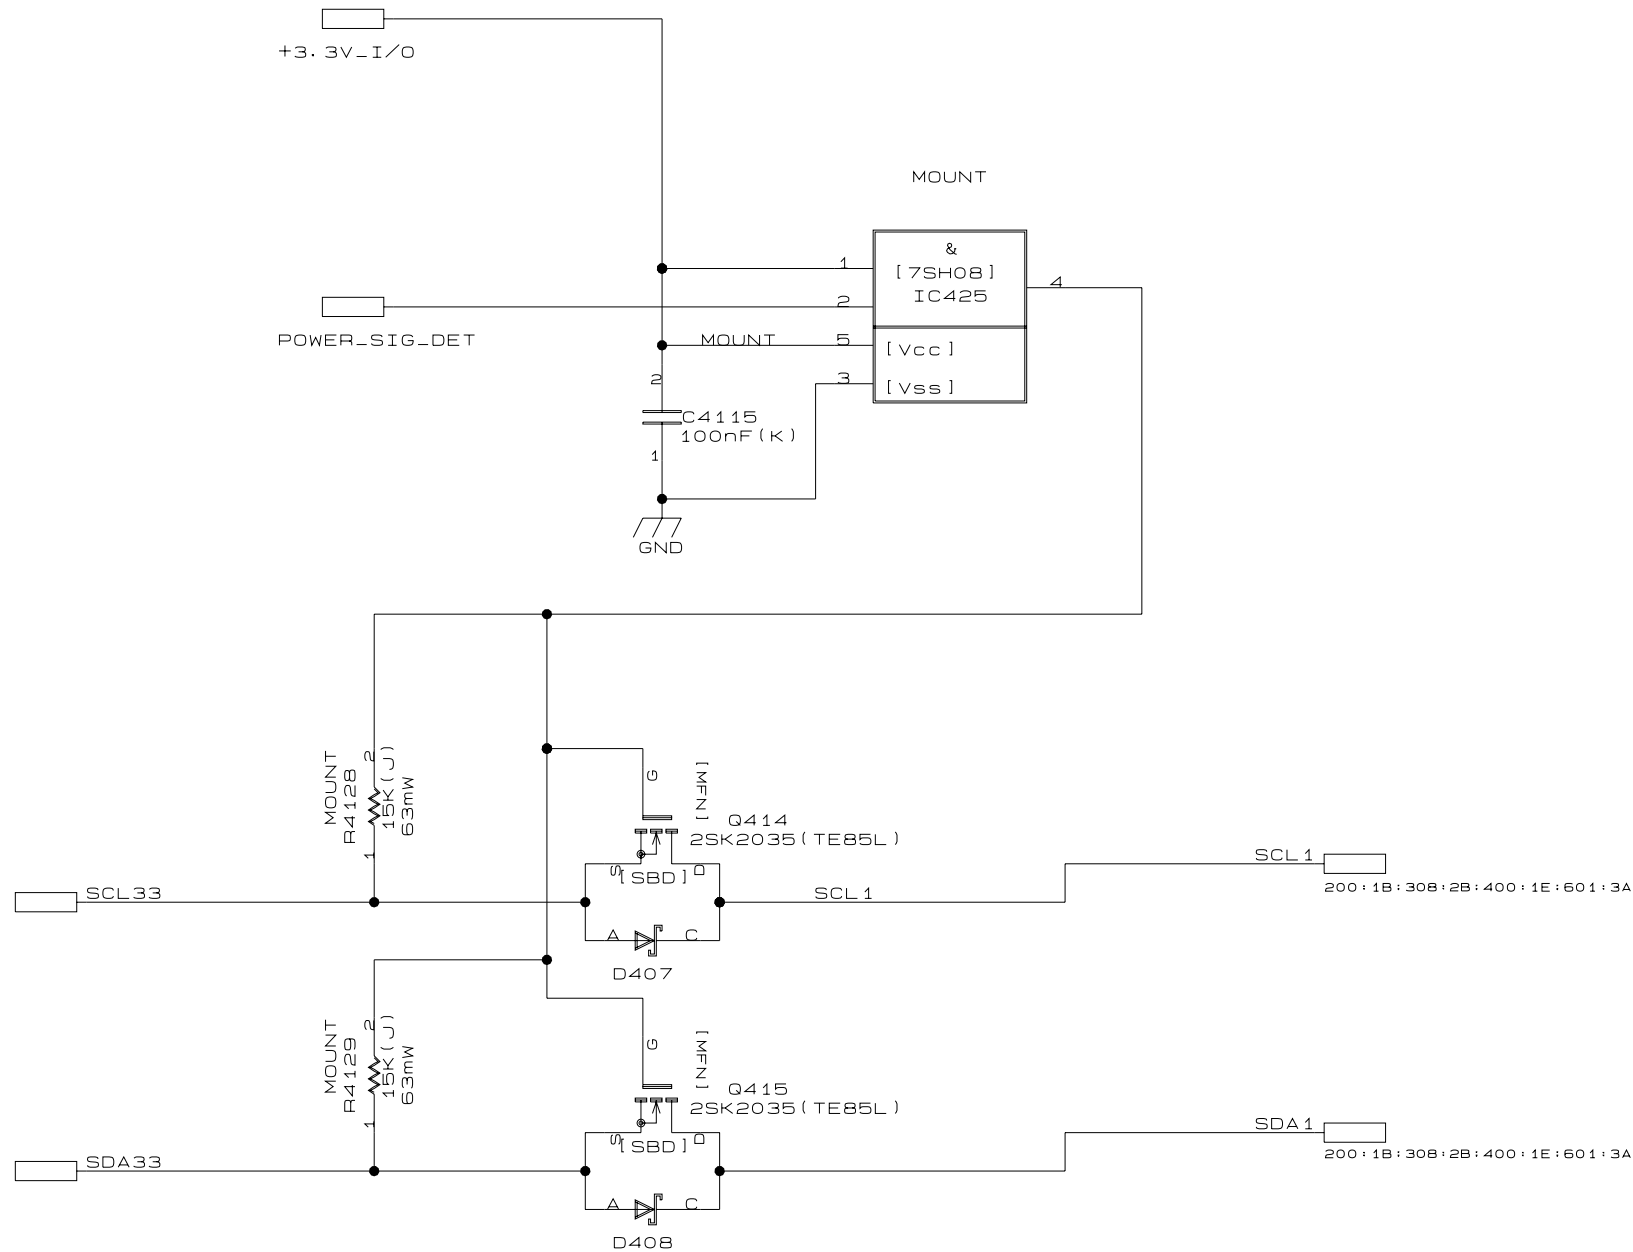 +3.3V_I/O
MOUNT
&
[7SH08]
IC425
1
2
4
POWER_SIG_DET
MOUNT
5
[Vcc]
3
[Vss]
2
C4115
100nF(K)
1
GND
MOUNT
R4128
2
15K(J)
63mW
1
G
[MFN]
Q414
2SK2035(TE85L)
S
D
[SBD]
SCL1
200:1B:308:2B:400:1E:601:3A
SCL33
SCL1
A
C
D407
MOUNT
R4129
2
15K(J)
63mW
1
G
[MFN]
Q415
2SK2035(TE85L)
S
D
[SBD]
SDA1
200:1B:308:2B:400:1E:601:3A
SDA33
A
C
D408